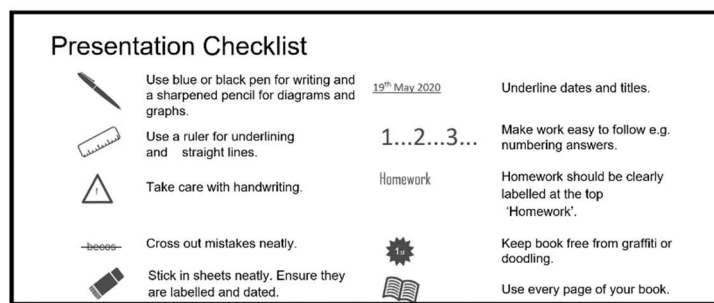 Presentation Checklist
Use blue or black pen for writing and
a sharpened pencil for diagrams and
graphs.
Use a ruler for underlining
and straight lines.
!
Take care with handwriting.
becos
Cross out mistakes neatly.
Stick in sheets neatly. Ensure they
are labelled and dated.
19th May 2020
Underline dates and titles.
1...2...3...
Make work easy to follow e.g.
numbering answers.
Homework
Homework should be clearly
labelled at the top
'Homework'.
1st
Keep book free from graffiti or
doodling.
Use every page of your book.